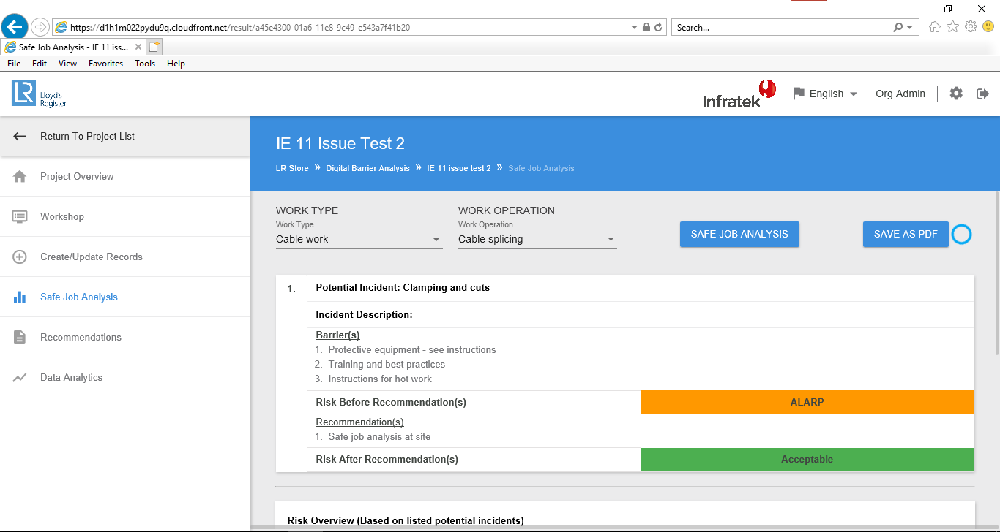 https://d1h1m022pydu9q.cloudfront.net/result/a45e4300-01a6-11e8-9c49-e543a7f41b20
Search...
Safe Job Analysis - IE 11 iss...
File Edit View Favorites Tools Help
LR Lloyd's
Register
Infratek
English
Org Admin
Return To Project List
Project Overview
Workshop
Create/Update Records
Safe Job Analysis
Recommendations
Data Analytics
IE 11 Issue Test 2
LR Store » Digital Barrier Analysis » IE 11 issue test 2 » Safe Job Analysis
WORK TYPE
Work Type
Cable work
WORK OPERATION
Work Operation
Cable splicing
SAFE JOB ANALYSIS
SAVE AS PDF
1. Potential Incident: Clamping and cuts
Incident Description:
Barrier(s)
1. Protective equipment - see instructions
2. Training and best practices
3. Instructions for hot work
Risk Before Recommendation(s) ALARP
Recommendation(s)
1. Safe job analysis at site
Risk After Recommendation(s) Acceptable
Risk Overview (Based on listed potential incidents)